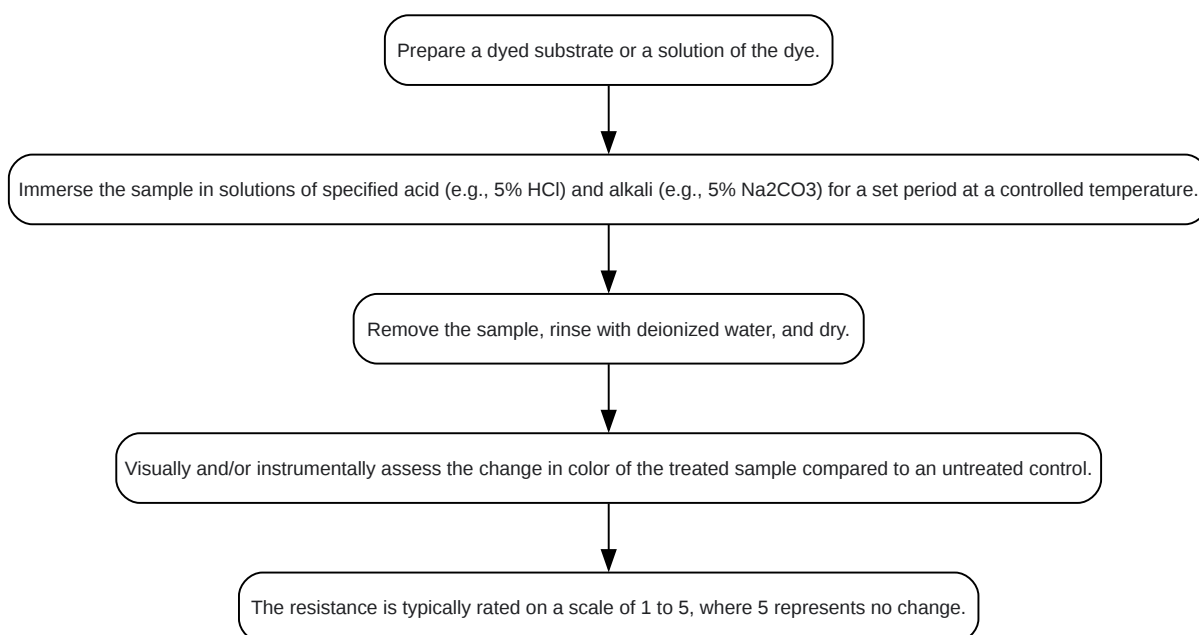 Prepare a dyed substrate or a solution of the dye.
Immerse the sample in solutions of specified acid (e.g., 5% HCl) and alkali (e.g., 5% Na2CO3) for a set period at a controlled temperature.
Remove the sample, rinse with deionized water, and dry.
Visually and/or instrumentally assess the change in color of the treated sample compared to an untreated control.
The resistance is typically rated on a scale of 1 to 5, where 5 represents no change.